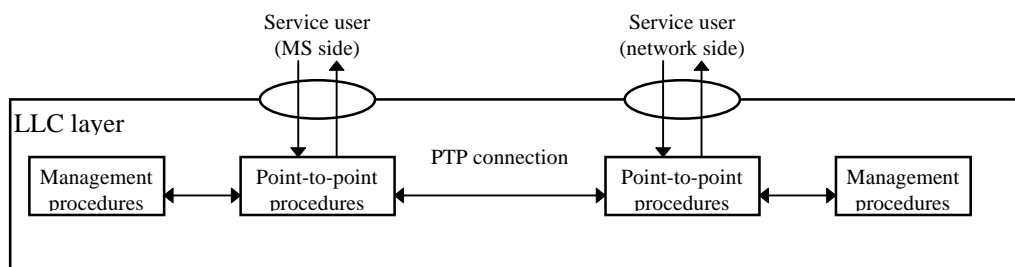 Service user
(MS side)
Service user
(network side)
LLC layer
PTP connection
Management
procedures
Point-to-point
procedures
Point-to-point
procedures
Management
procedures